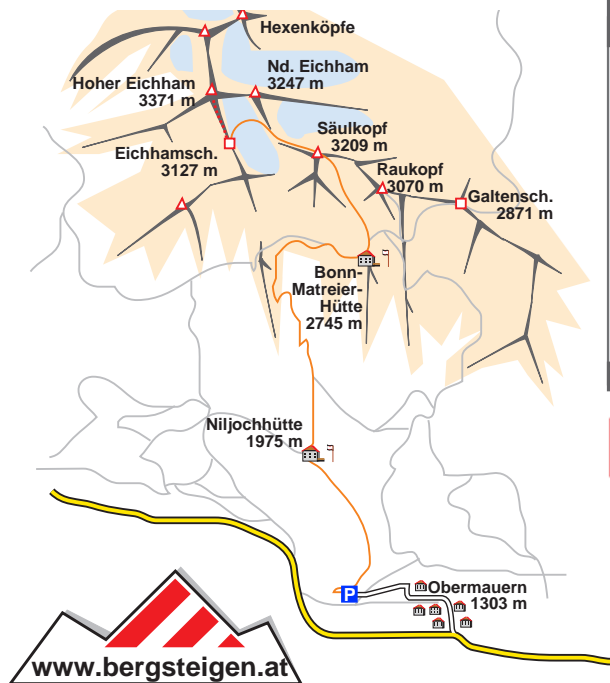 Hexenköpfe
Nd. Eichham
3247 m
Hoher Eichham
3371 m
Säulkopf
3209 m
Eichhamsch.
3127 m
Raukopf
3070 m
Galtensch.
2871 m
Bonn-
Matreier-
Hütte
2745 m
Niljochhütte
1975 m
P
Obermauern
1303 m
www.bergsteigen.at